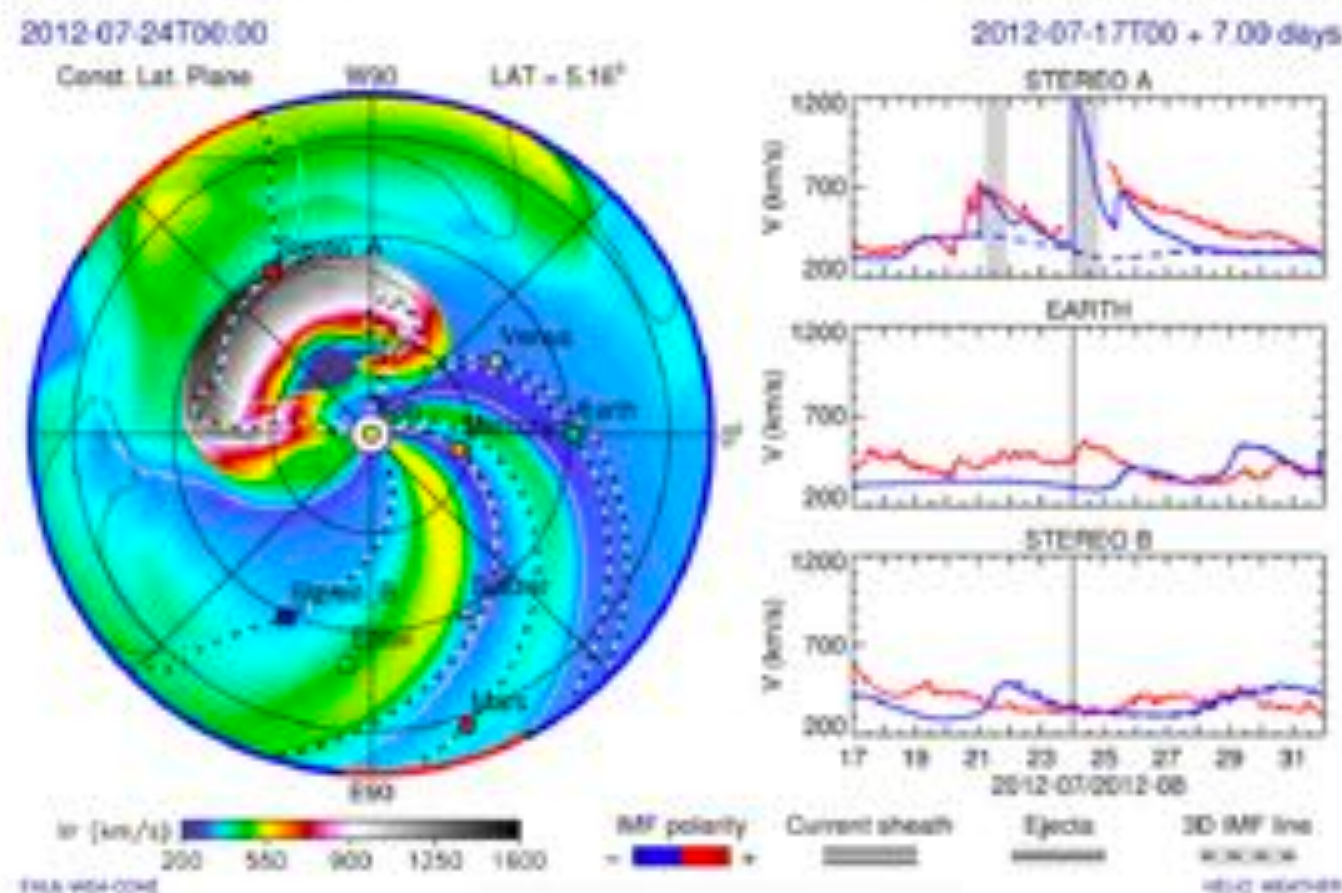 2012-07-24T00:00
2012-07-17T00 + 7.00 days
Const. Lat. Plane
W90
LAT = 5.16°
STEREO A
1200
700
200
V (km/s)
Stereo A
Venus
Earth
EARTH
1200
700
200
V (km/s)
STEREO B
1200
700
200
V (km/s)
Stereo B
Mars
E90
17 19 21 23 25 27 29 31
2012-07/2012-08
Vr (km/s)
200 550 900 1250 1600
IMF polarity
- +
Current sheath
Ejecta
3D IMF line